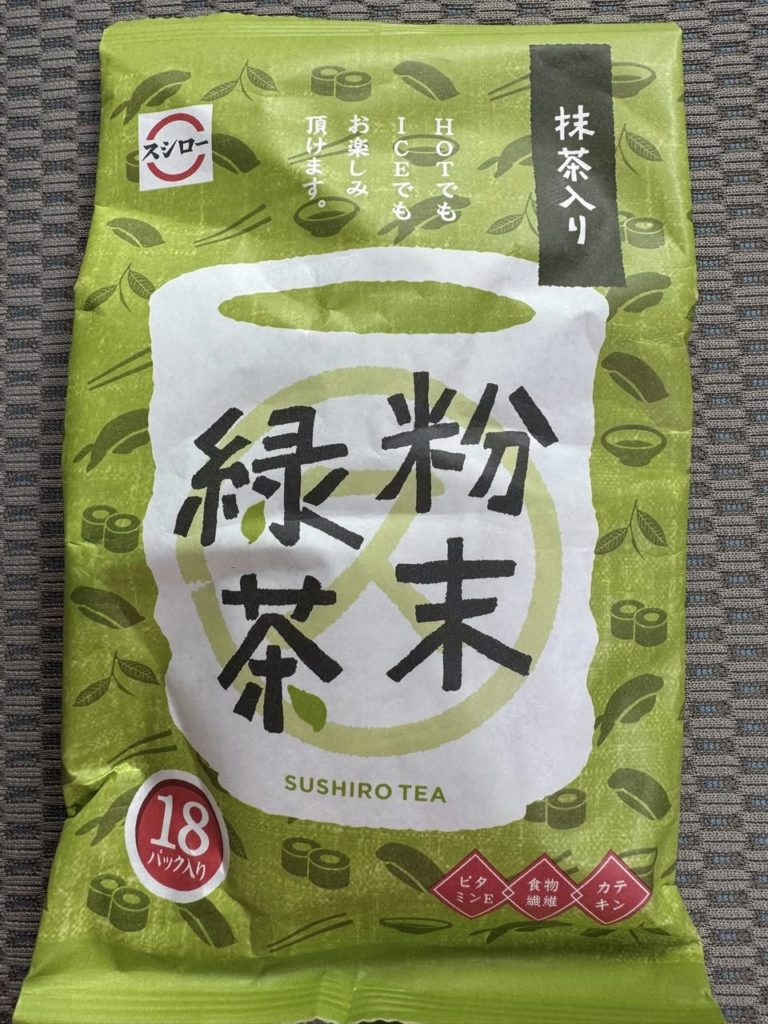 スシロー
HOTでも
ICEでも
お楽しみ
頂けます。
抹茶入り
粉末
緑茶
SUSHIRO TEA
18
パック入り
ビタ
ミンE
食物
繊維
カテ
キン